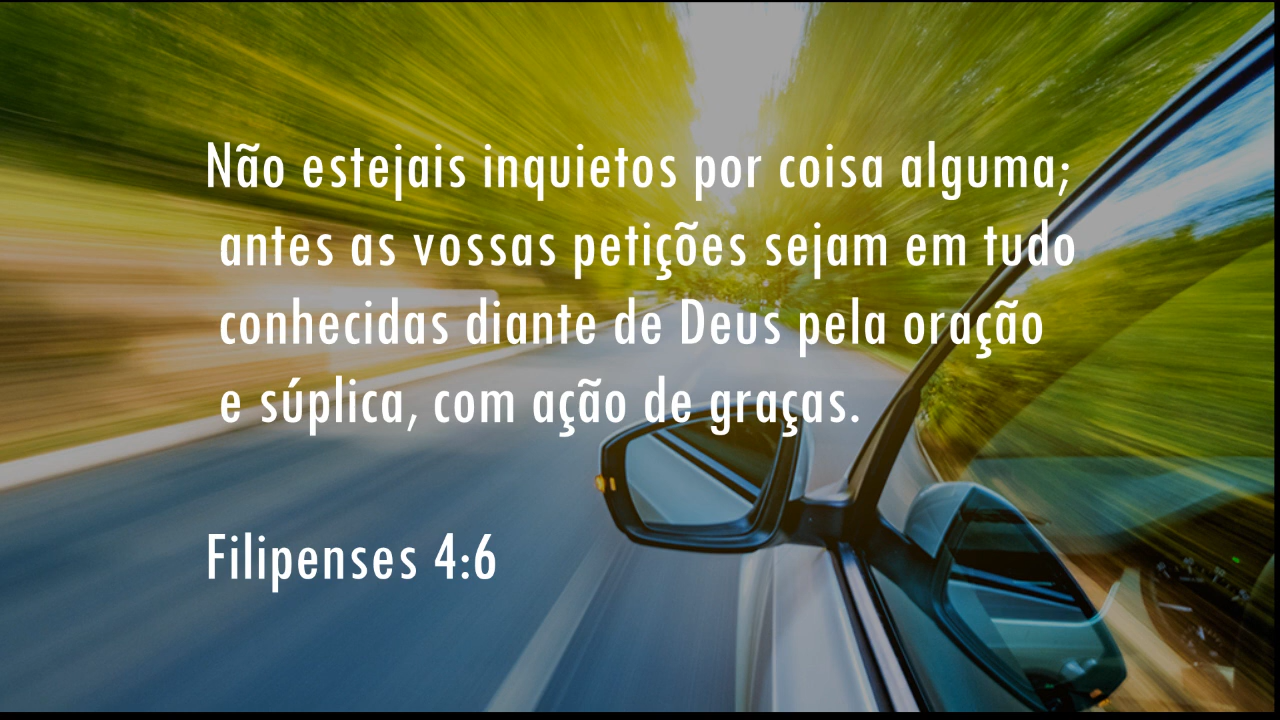 Não estejais inquietos por coisa alguma;
antes as vossas petições sejam em tudo
conhecidas diante de Deus pela oração
e súplica, com ação de graças.
Filipenses 4:6